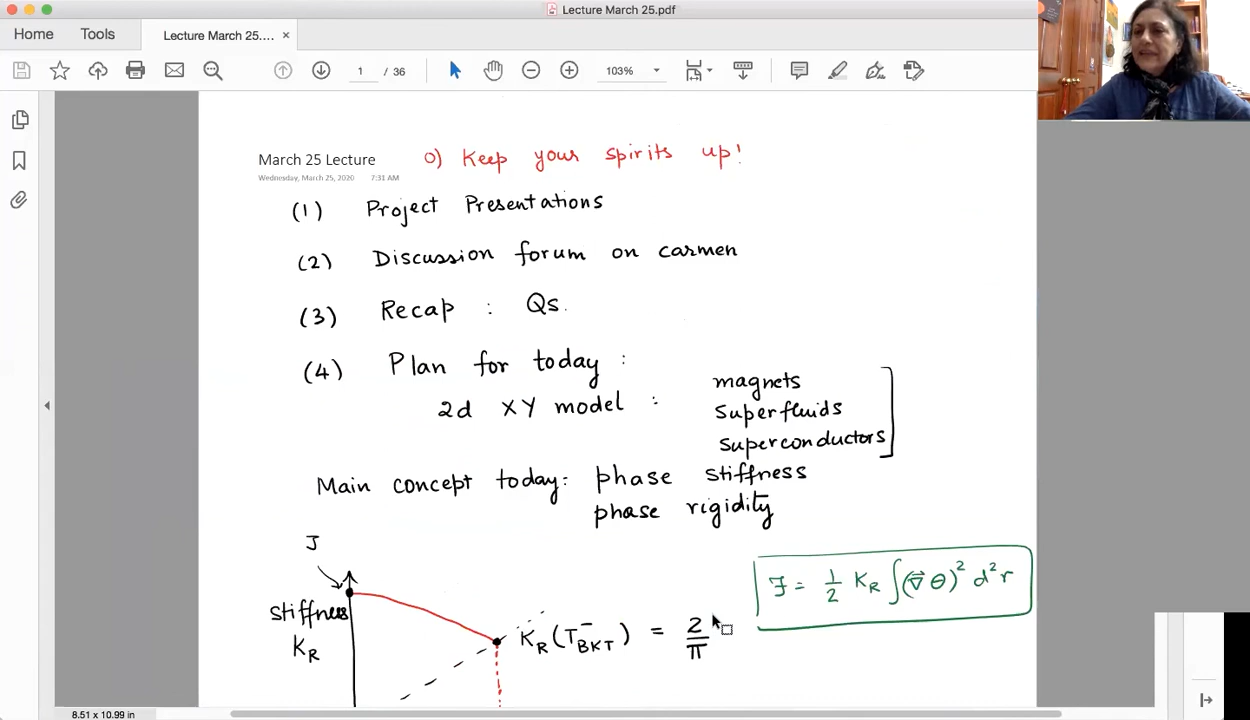 Lecture March 25.pdf
Home Tools Lecture March 25.... ×
1 / 36 103%
March 25 Lecture 0) Keep your spirits up!
Wednesday, March 25, 2020 7:31 AM
(1) Project Presentations
(2) Discussion forum on carmen
(3) Recap : Qs.
(4) Plan for today :
2d XY model : magnets
superfluids
superconductors
Main concept today: phase stiffness
phase rigidity
J
ℱ = 1/2 K_R ∫(∇⃗θ)² d²r
stiffness
K_R
K_R(T⁻_BKT) = 2/π
8.51 x 10.99 in